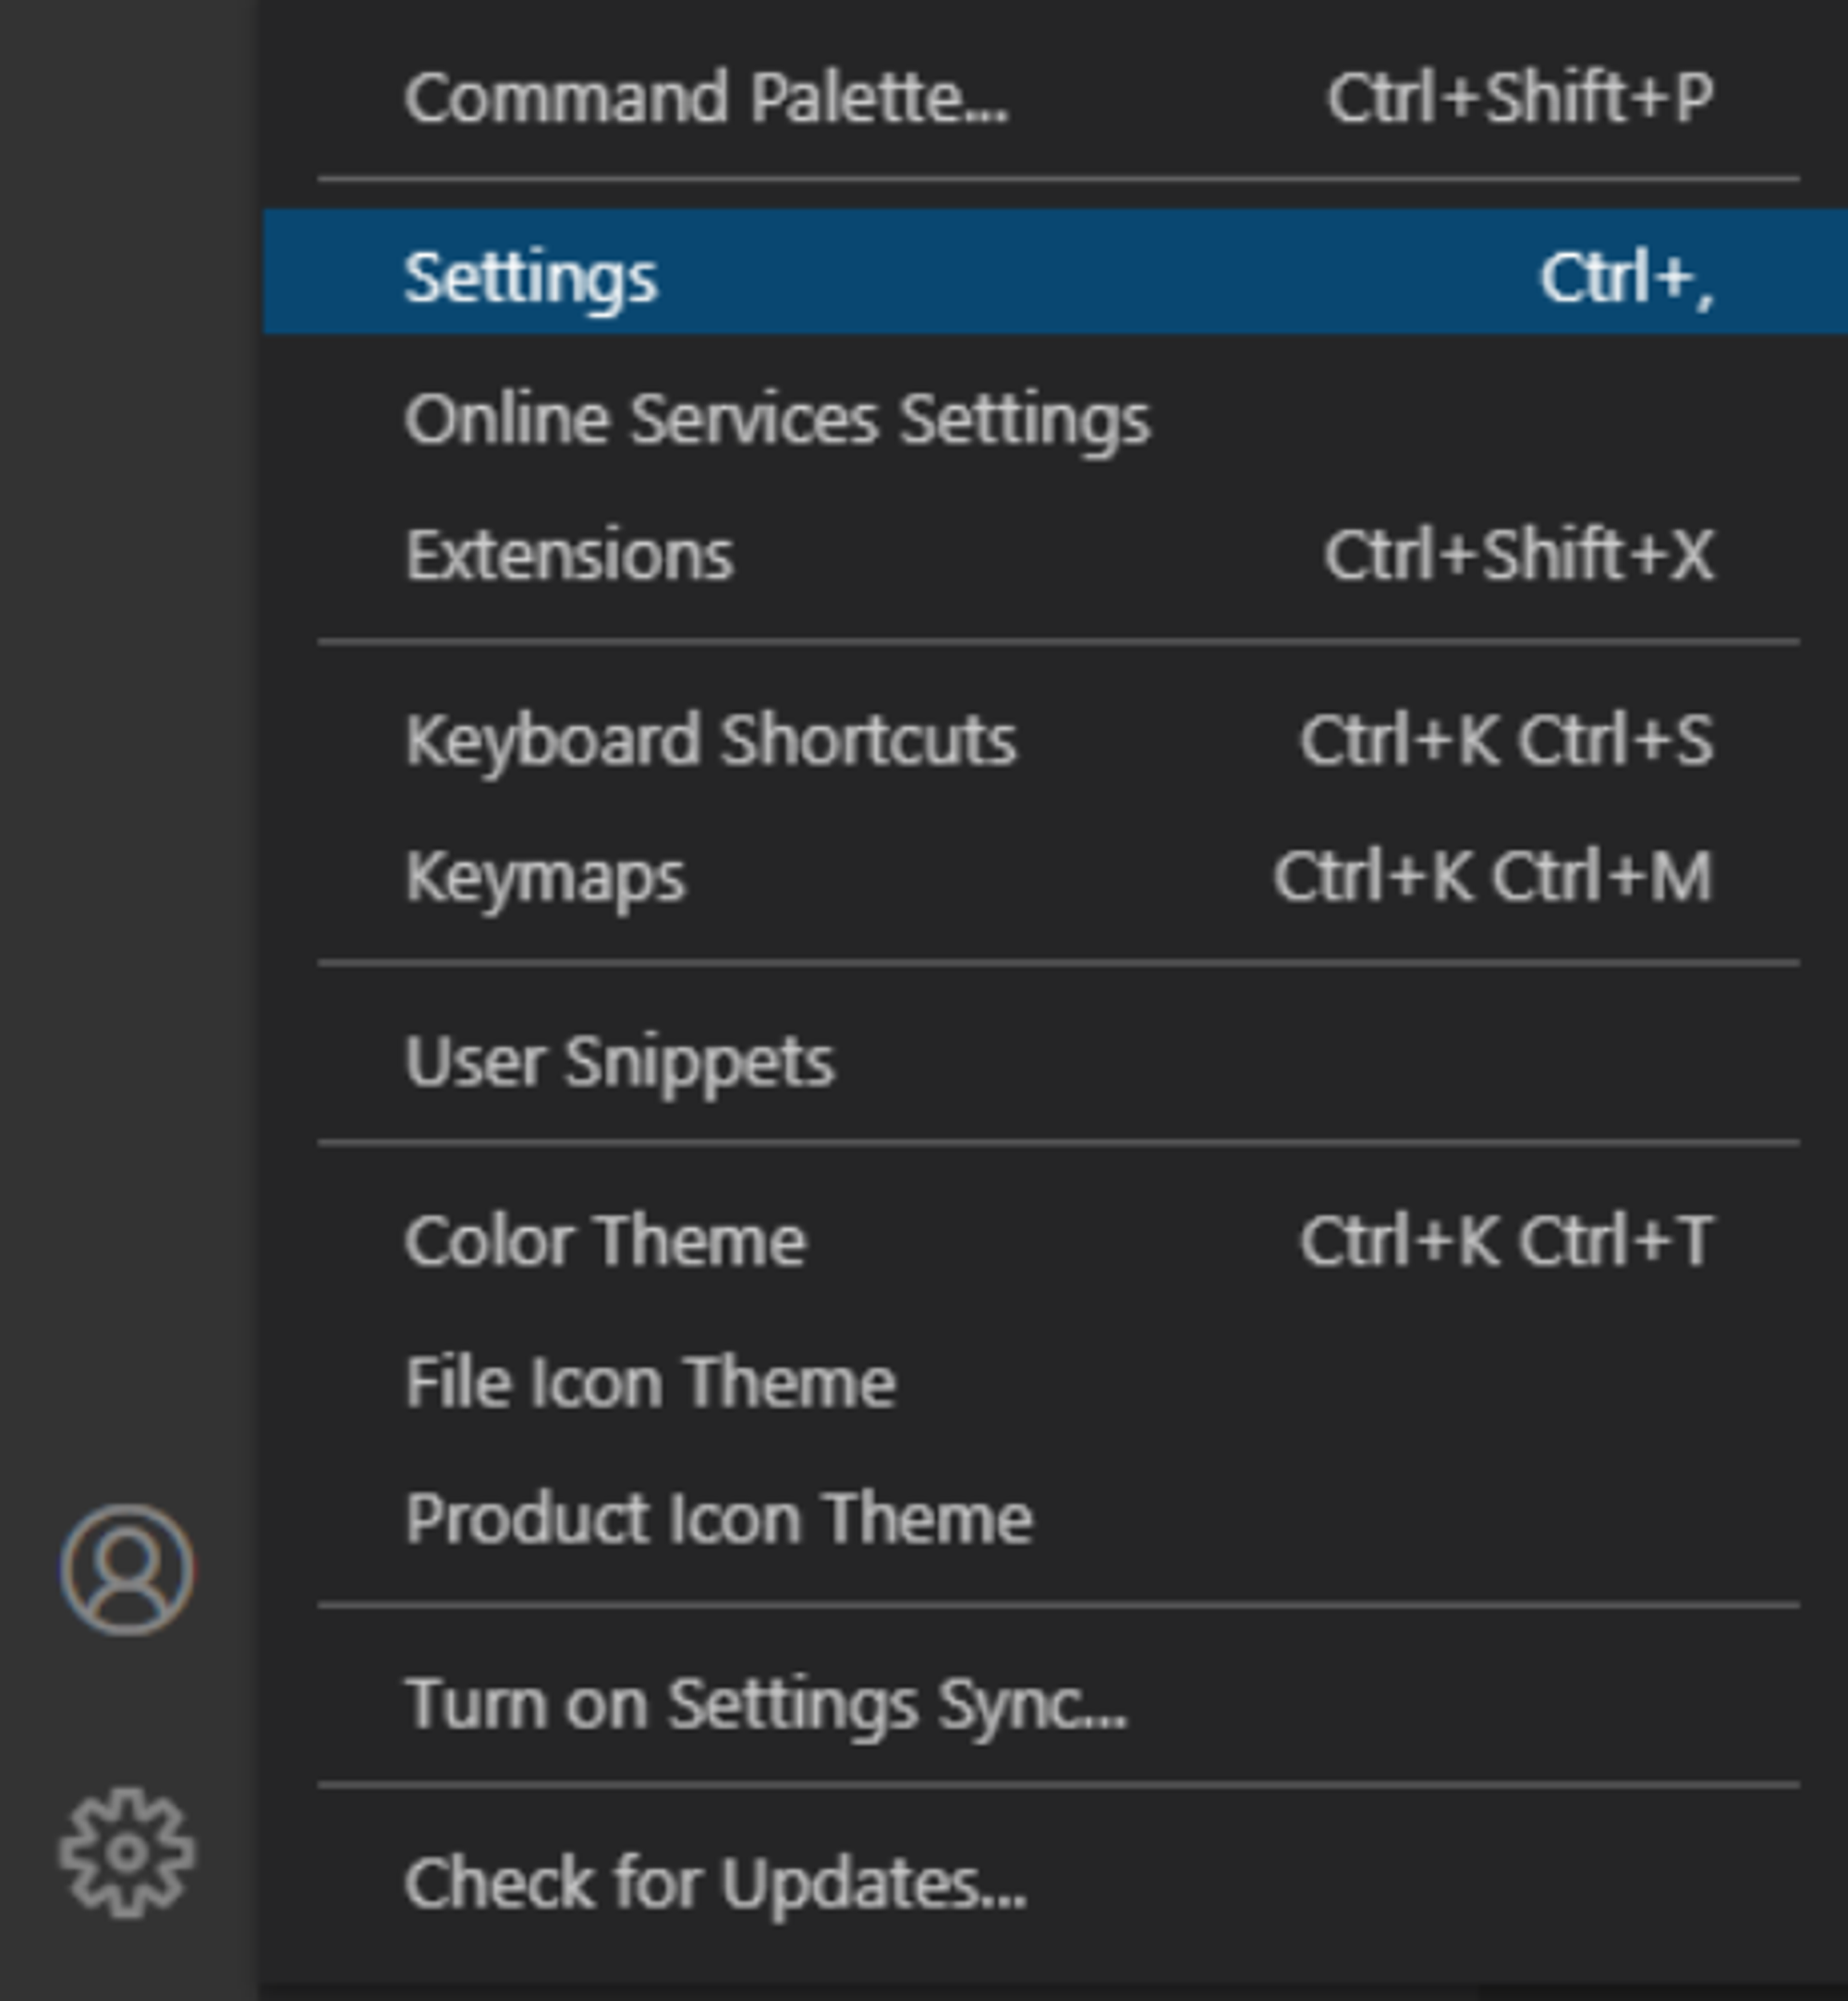 Command Palette... Ctrl+Shift+P
Settings Ctrl+,
Online Services Settings
Extensions Ctrl+Shift+X
Keyboard Shortcuts Ctrl+K Ctrl+S
Keymaps Ctrl+K Ctrl+M
User Snippets
Color Theme Ctrl+K Ctrl+T
File Icon Theme
Product Icon Theme
Turn on Settings Sync...
Check for Updates...